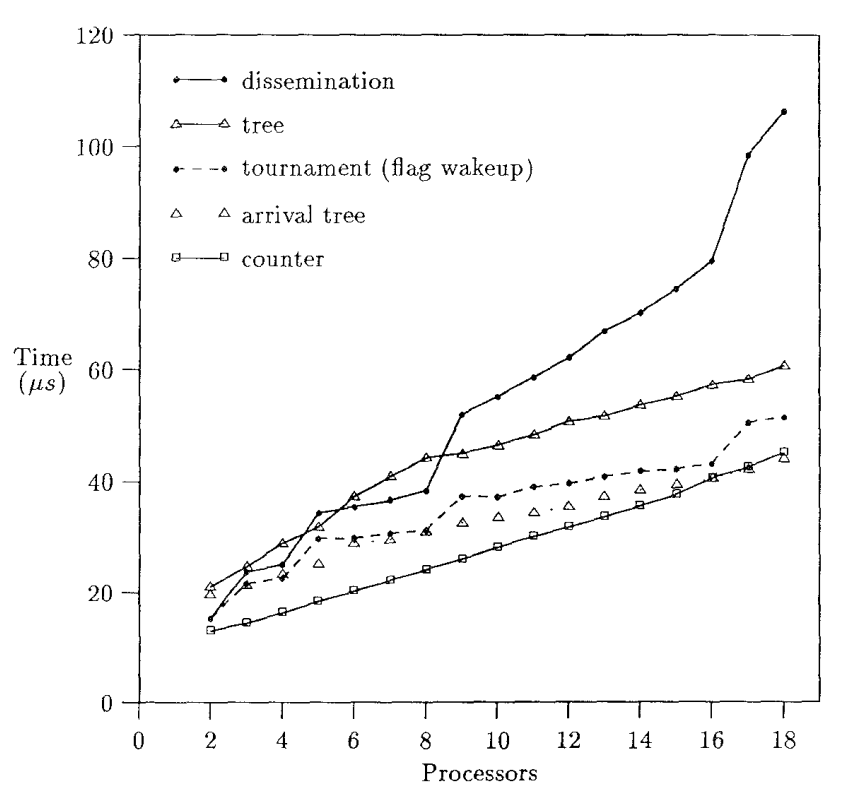 120
100
80
60
40
20
0
Time
(μs)
dissemination
tree
tournament (flag wakeup)
arrival tree
counter
0 2 4 6 8 10 12 14 16 18
Processors